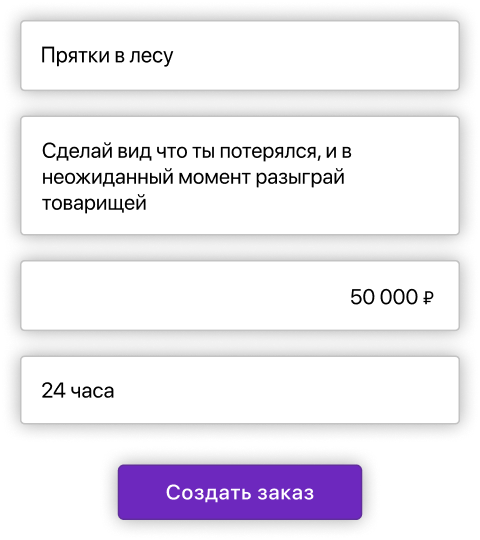 Прятки в лесу
Сделай вид что ты потерялся, и в
неожиданный момент разыграй
товарищей
50 000 ₽
24 часа
Создать заказ